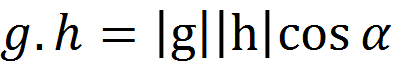 g.h = |g||h| cos α